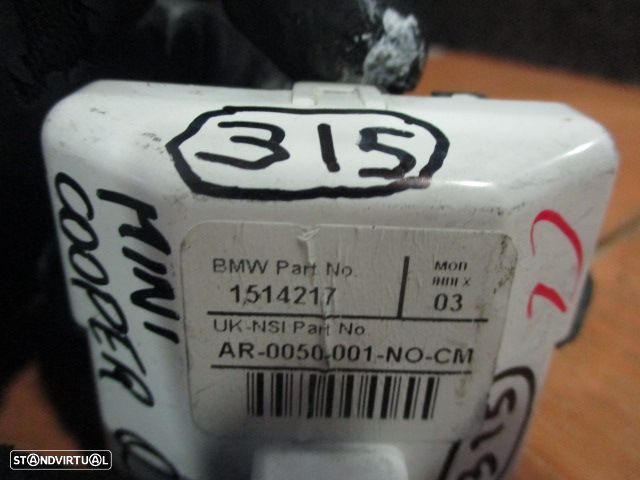 315
MINI
COOPER
BMW Part No
1514217
MOD
INDEX
03
UK-NSI Part No
AR-0050-001-NO-CM
315
STANDVIRTUAL